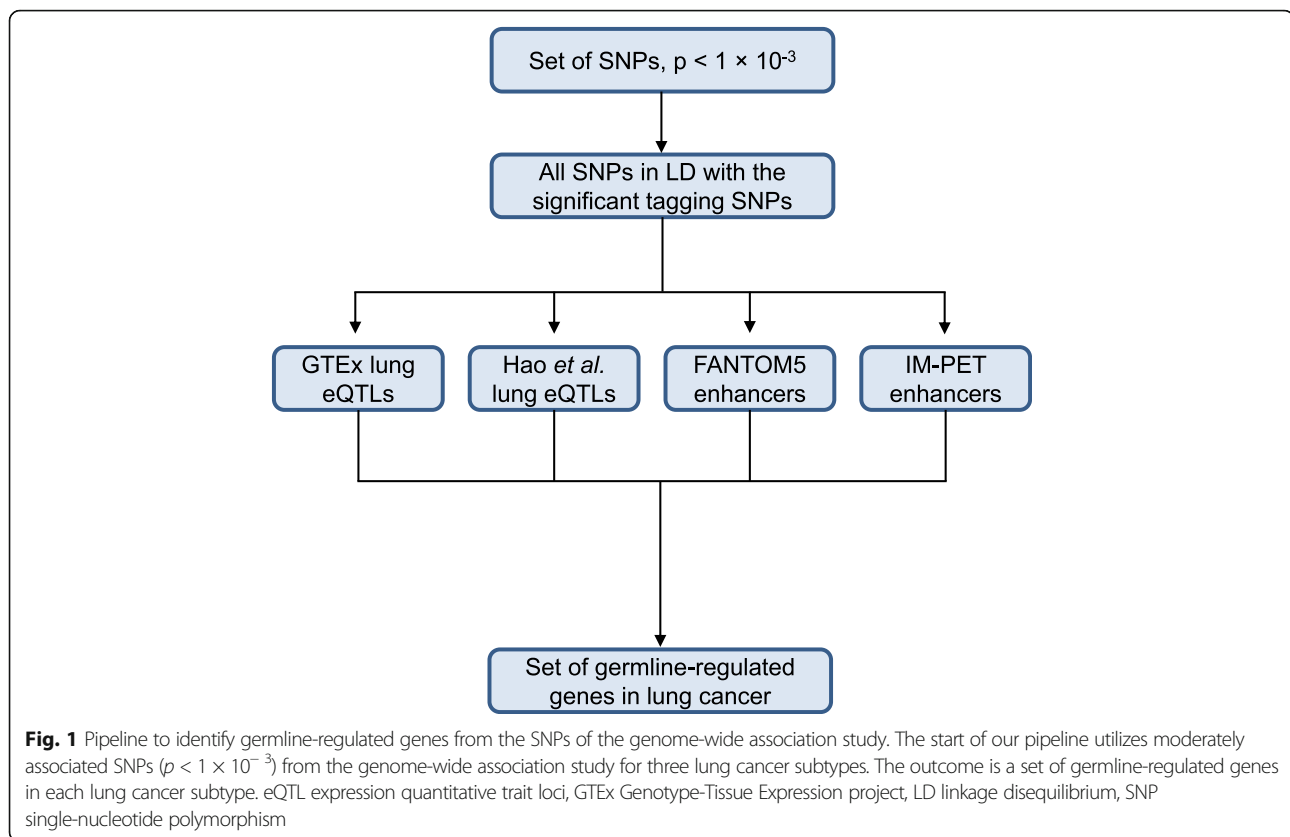 Set of SNPs, p < 1 × 10⁻³
All SNPs in LD with the
significant tagging SNPs
GTEx lung
eQTLs
Hao et al.
lung eQTLs
FANTOM5
enhancers
IM-PET
enhancers
Set of germline-regulated
genes in lung cancer
Fig. 1 Pipeline to identify germline-regulated genes from the SNPs of the genome-wide association study. The start of our pipeline utilizes moderately
associated SNPs (p < 1 × 10⁻ ³) from the genome-wide association study for three lung cancer subtypes. The outcome is a set of germline-regulated genes
in each lung cancer subtype. eQTL expression quantitative trait loci, GTEx Genotype-Tissue Expression project, LD linkage disequilibrium, SNP
single-nucleotide polymorphism